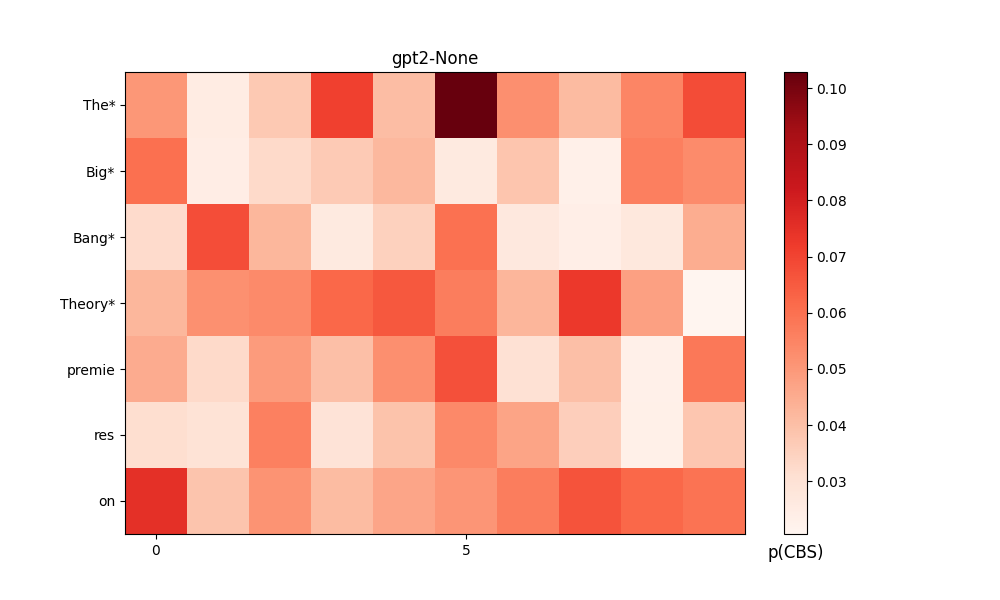 gpt2-None
The*
Big*
Bang*
Theory*
premie
res
on
0 5
0.10
0.09
0.08
0.07
0.06
0.05
0.04
0.03
p(CBS)